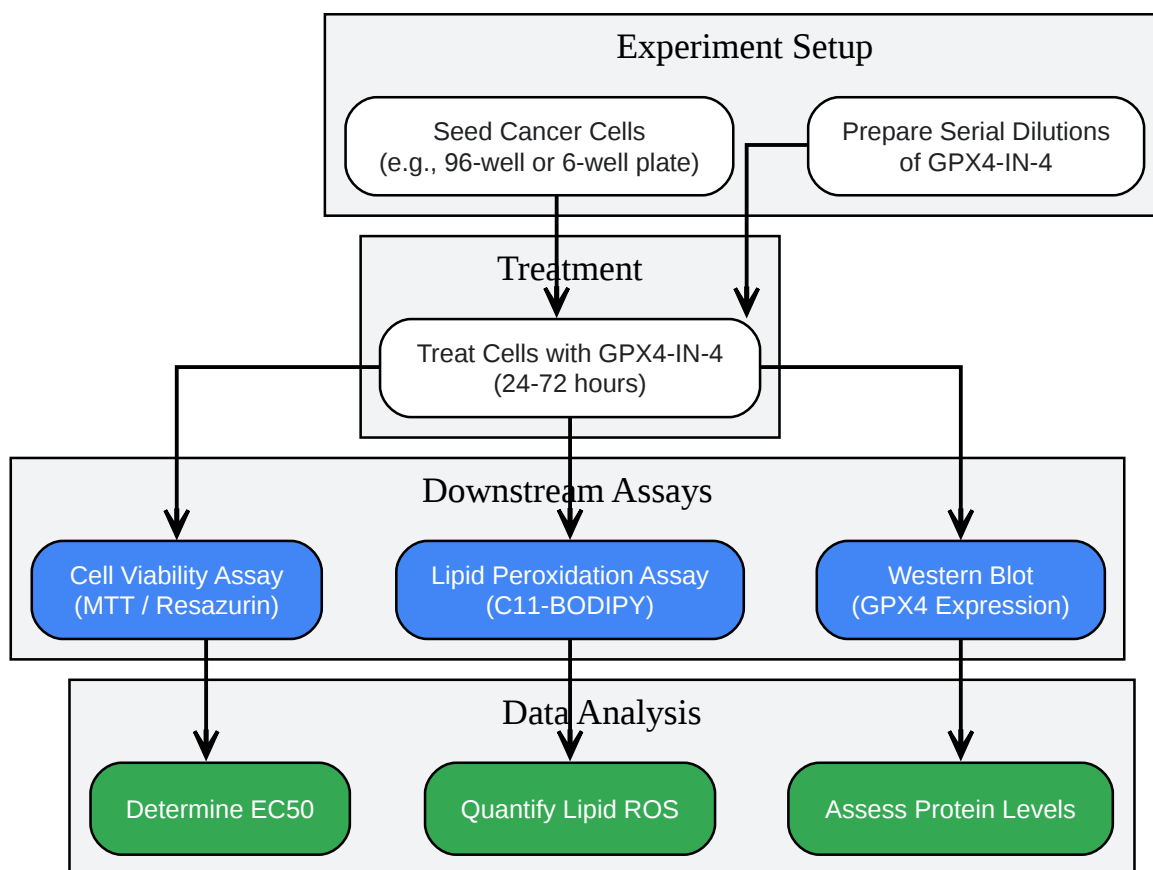 Experiment Setup
Seed Cancer Cells
(e.g., 96-well or 6-well plate)
Prepare Serial Dilutions
of GPX4-IN-4
Treatment
Treat Cells with GPX4-IN-4
(24-72 hours)
Downstream Assays
Cell Viability Assay
(MTT / Resazurin)
Lipid Peroxidation Assay
(C11-BODIPY)
Western Blot
(GPX4 Expression)
Data Analysis
Determine EC50
Quantify Lipid ROS
Assess Protein Levels